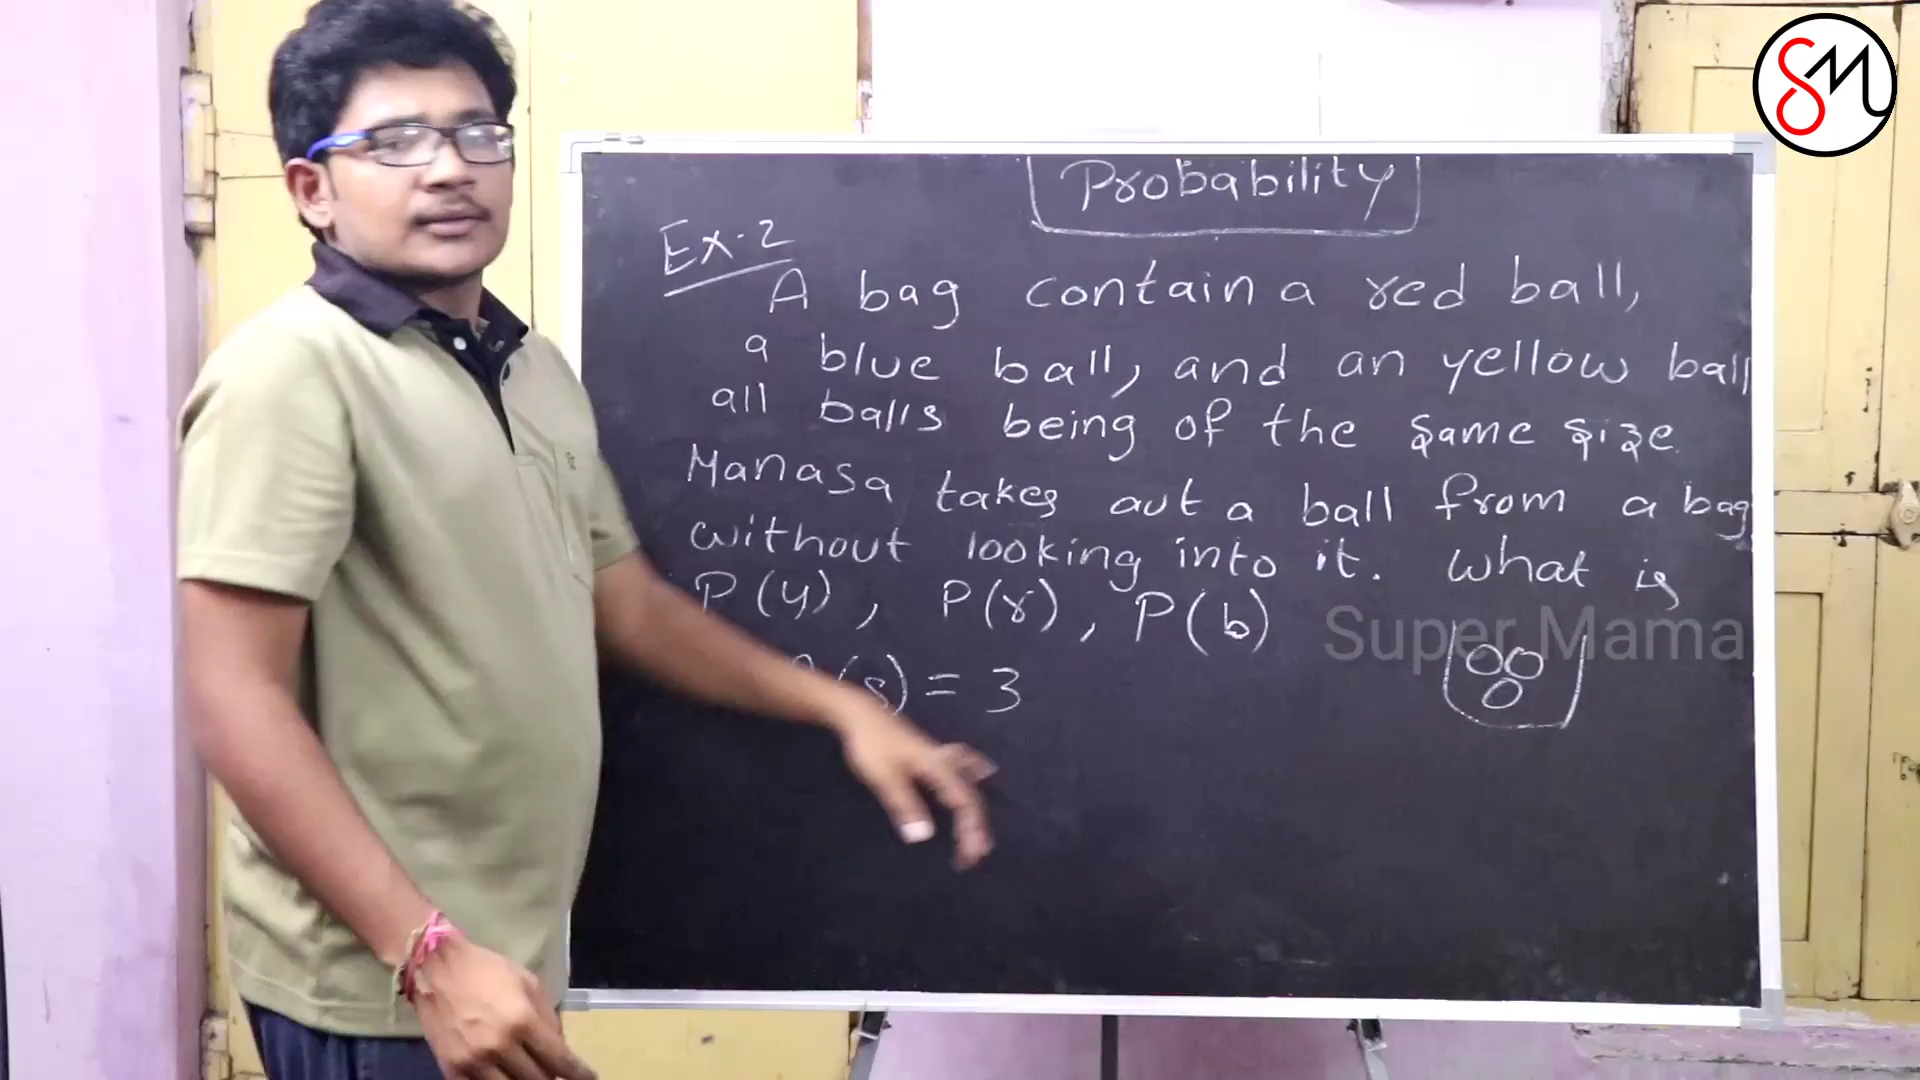 SM
Probability
Ex-2
A bag contain a red ball,
a blue ball, and an yellow ball
all balls being of the same size.
Manasa takes out a ball from a bag
without looking into it. What is
P(y), P(r), P(b)
Super Mama
(s) = 3